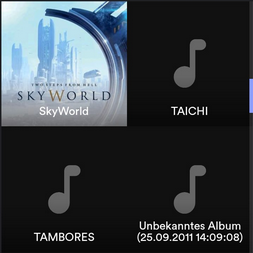 TWO STEPS FROM HELL
SKYWORLD
SkyWorld
TAICHI
TAMBORES
Unbekanntes Album
(25.09.2011 14:09:08)